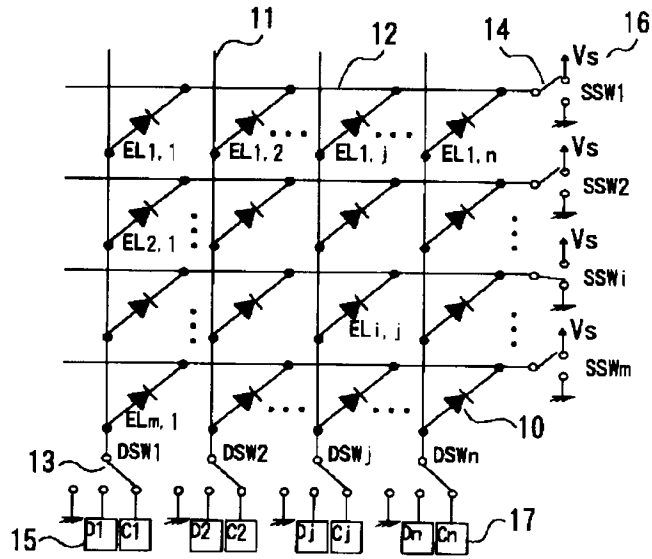 11
12
14
Vs
16
SSW1
EL1,1
EL1,2
EL1,j
EL1,n
Vs
SSW2
EL2,1
Vs
SSWi
ELi,j
Vs
SSWm
ELm,1
10
13
DSW1
DSW2
DSWj
DSWn
15
D1
C1
D2
C2
Dj
Cj
Dn
Cn
17